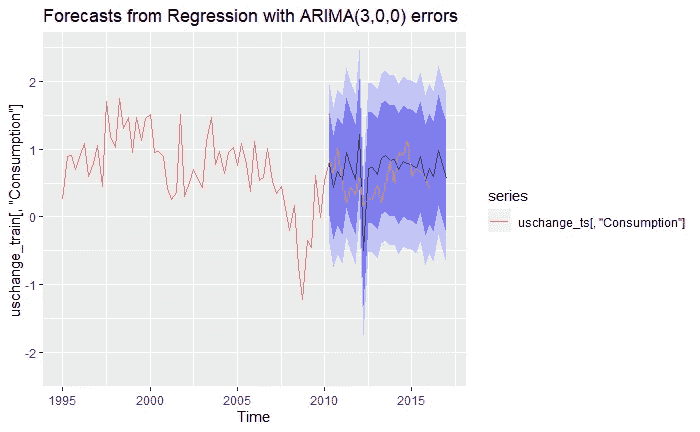 Forecasts from Regression with ARIMA(3,0,0) errors
uschange_train[, "Consumption"]
2
1
0
-1
-2
1995
2000
2005
2010
2015
Time
series
uschange_ts[, "Consumption"]